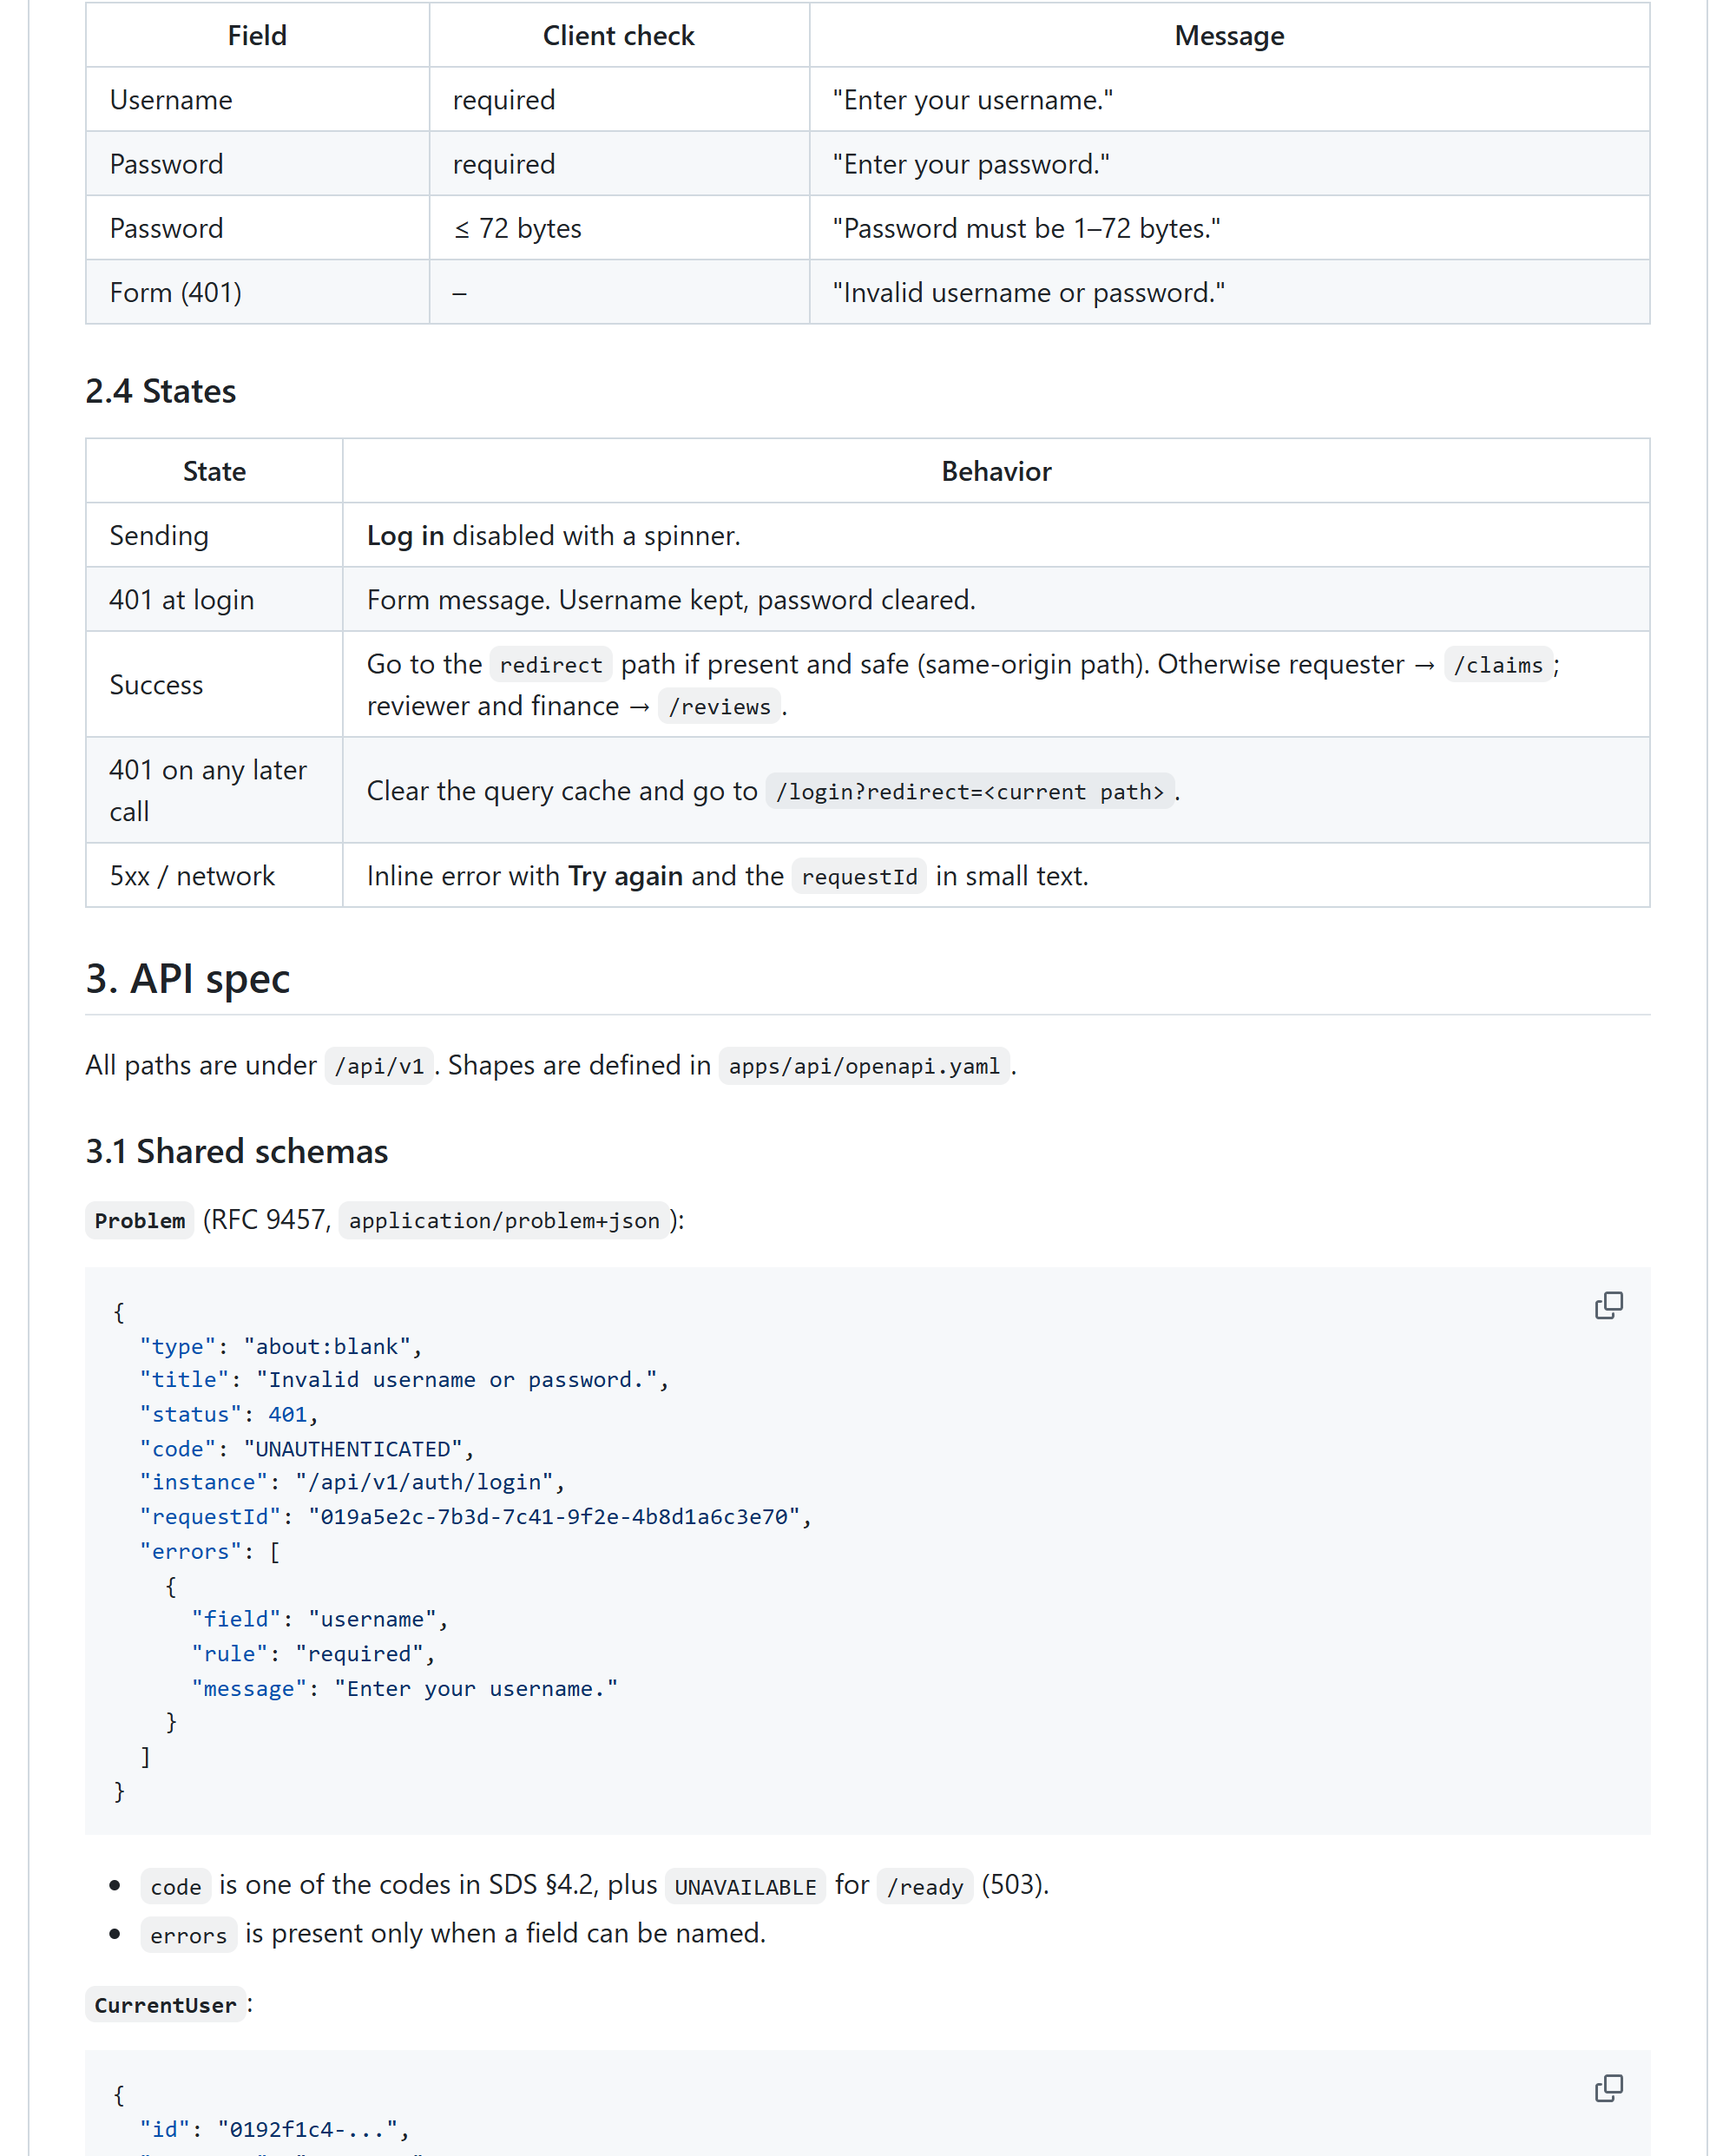 Field Client check Message
Username required "Enter your username."
Password required "Enter your password."
Password ≤ 72 bytes "Password must be 1–72 bytes."
Form (401) – "Invalid username or password."
2.4 States
State Behavior
Sending Log in disabled with a spinner.
401 at login Form message. Username kept, password cleared.
Success Go to the redirect path if present and safe (same-origin path). Otherwise requester → /claims;
reviewer and finance → /reviews.
401 on any later
call Clear the query cache and go to /login?redirect=<current path>.
5xx / network Inline error with Try again and the requestId in small text.
3. API spec
All paths are under /api/v1. Shapes are defined in apps/api/openapi.yaml.
3.1 Shared schemas
Problem (RFC 9457, application/problem+json):
{
"type": "about:blank",
"title": "Invalid username or password.",
"status": 401,
"code": "UNAUTHENTICATED",
"instance": "/api/v1/auth/login",
"requestId": "019a5e2c-7b3d-7c41-9f2e-4b8d1a6c3e70",
"errors": [
{
"field": "username",
"rule": "required",
"message": "Enter your username."
}
]
}
• code is one of the codes in SDS §4.2, plus UNAVAILABLE for /ready (503).
• errors is present only when a field can be named.
CurrentUser:
{
"id": "0192f1c4-...",